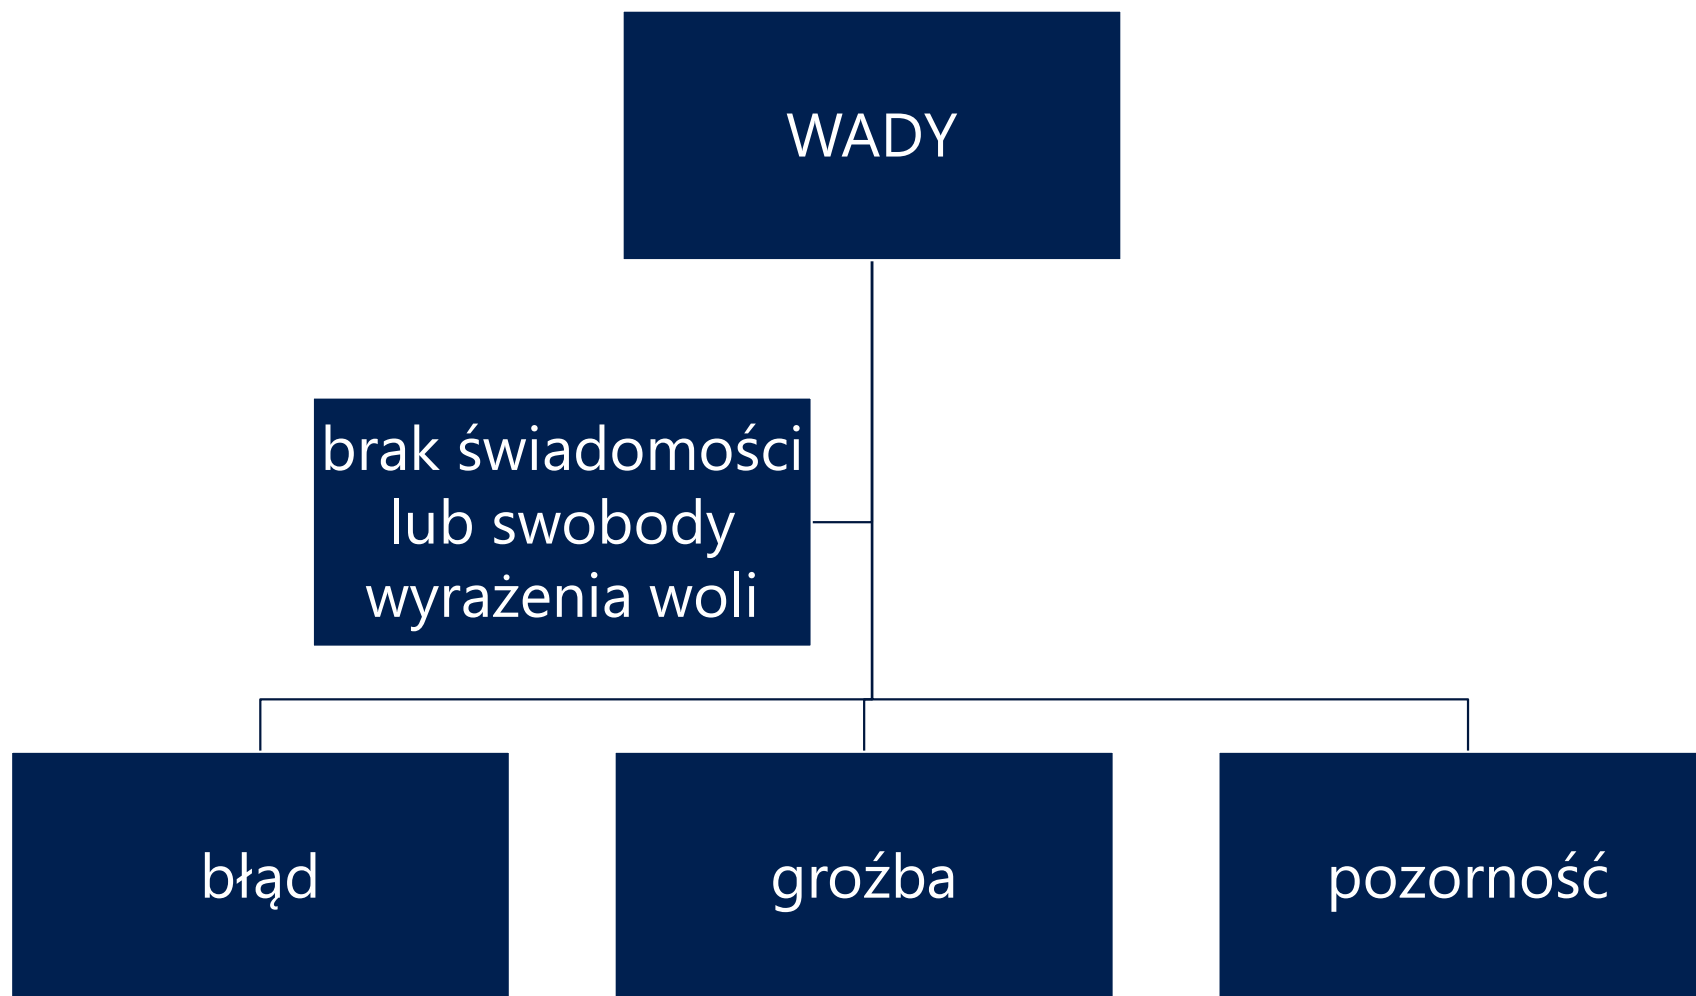 WADY
brak świadomości
lub swobody
wyrażenia woli
błąd
groźba
pozorność